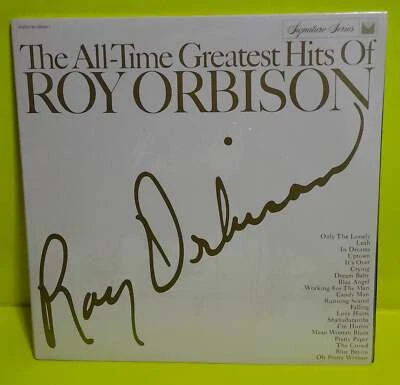 Signature Series
The All-Time Greatest Hits Of
ROY ORBISON
Roy Orbison
Only The Lonely
Leah
In Dreams
Uptown
It's Over
Crying
Dream Baby
Blue Angel
Working For The Man
Candy Man
Running Scared
Falling
Love Hurts
Shahdaroba
I'm Hurtin'
Mean Woman Blues
Pretty Paper
The Crowd
Blue Bayou
Oh Pretty Woman